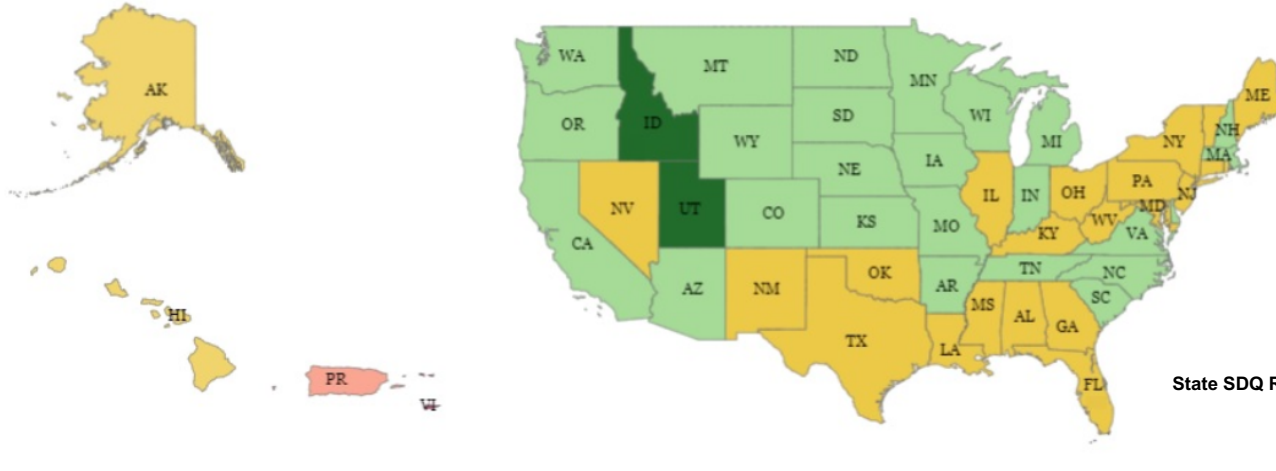 AK
WA
MT
ND
MN
ME
OR
ID
SD
WI
MI
NY
NH
MA
WY
IA
NE
PA
NJ
NV
UT
CO
KS
MO
IL
IN
OH
WV
MD
VA
KY
CA
AZ
NM
OK
AR
TN
NC
SC
HI
TX
LA
MS
AL
GA
FL
PR
VI
State SDQ R